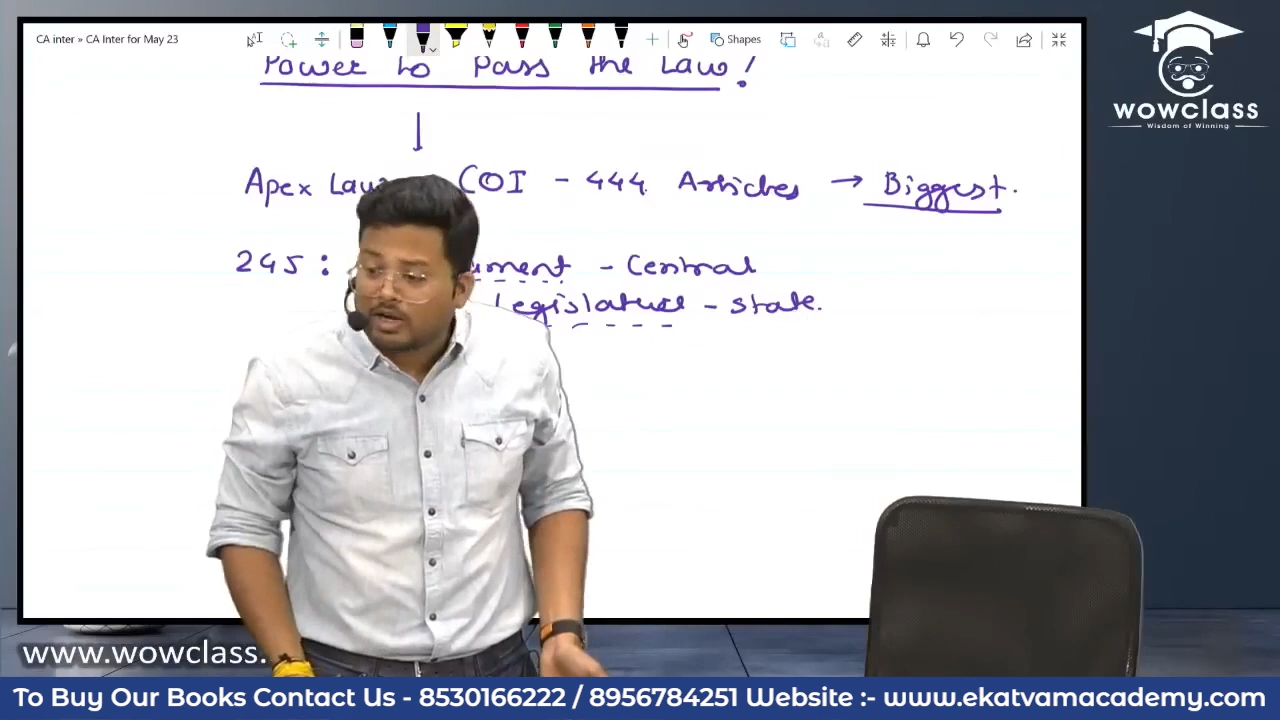 CA inter » CA Inter for May 23
Shapes
Power to Pass the Law!
Apex Law COI - 444 Articles → Biggest.
245 : - Central
Legislature - state.
wowclass
Wisdom of Winning
www.wowclass.
To Buy Our Books Contact Us - 8530166222 / 8956784251 Website :- www.ekatvamacademy.com